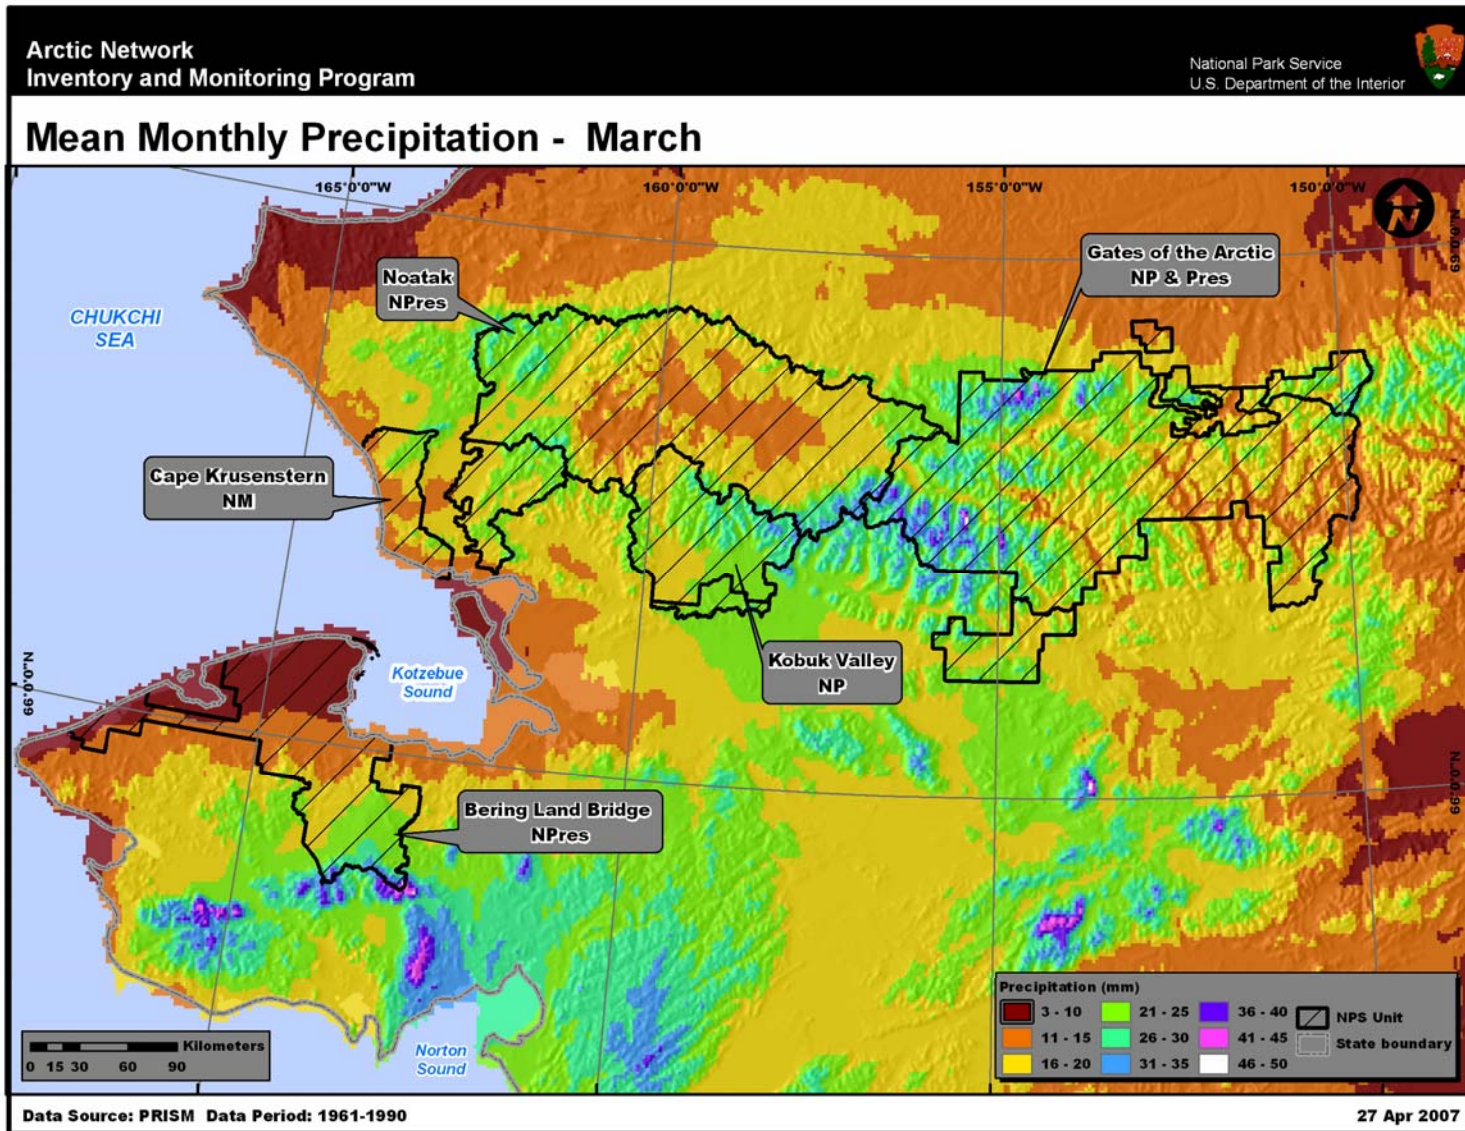 Arctic Network
Inventory and Monitoring Program
National Park Service
U.S. Department of the Interior
Mean Monthly Precipitation -  March
165°0'0"W
160°0'0"W
155°0'0"W
150°0'0"W
N
69°0'0"N
Gates of the Arctic
NP & Pres
Noatak
NPres
CHUKCHI
SEA
Cape Krusenstern
NM
Kobuk Valley
NP
Kotzebue
Sound
66°0'0"N
66°0'0"N
Bering Land Bridge
NPres
Norton
Sound
Precipitation (mm)
3 - 10
11 - 15
16 - 20
21 - 25
26 - 30
31 - 35
36 - 40
41 - 45
46 - 50
NPS Unit
State boundary
Kilometers
0 15 30 60 90
Data Source: PRISM  Data Period: 1961-1990
27 Apr 2007